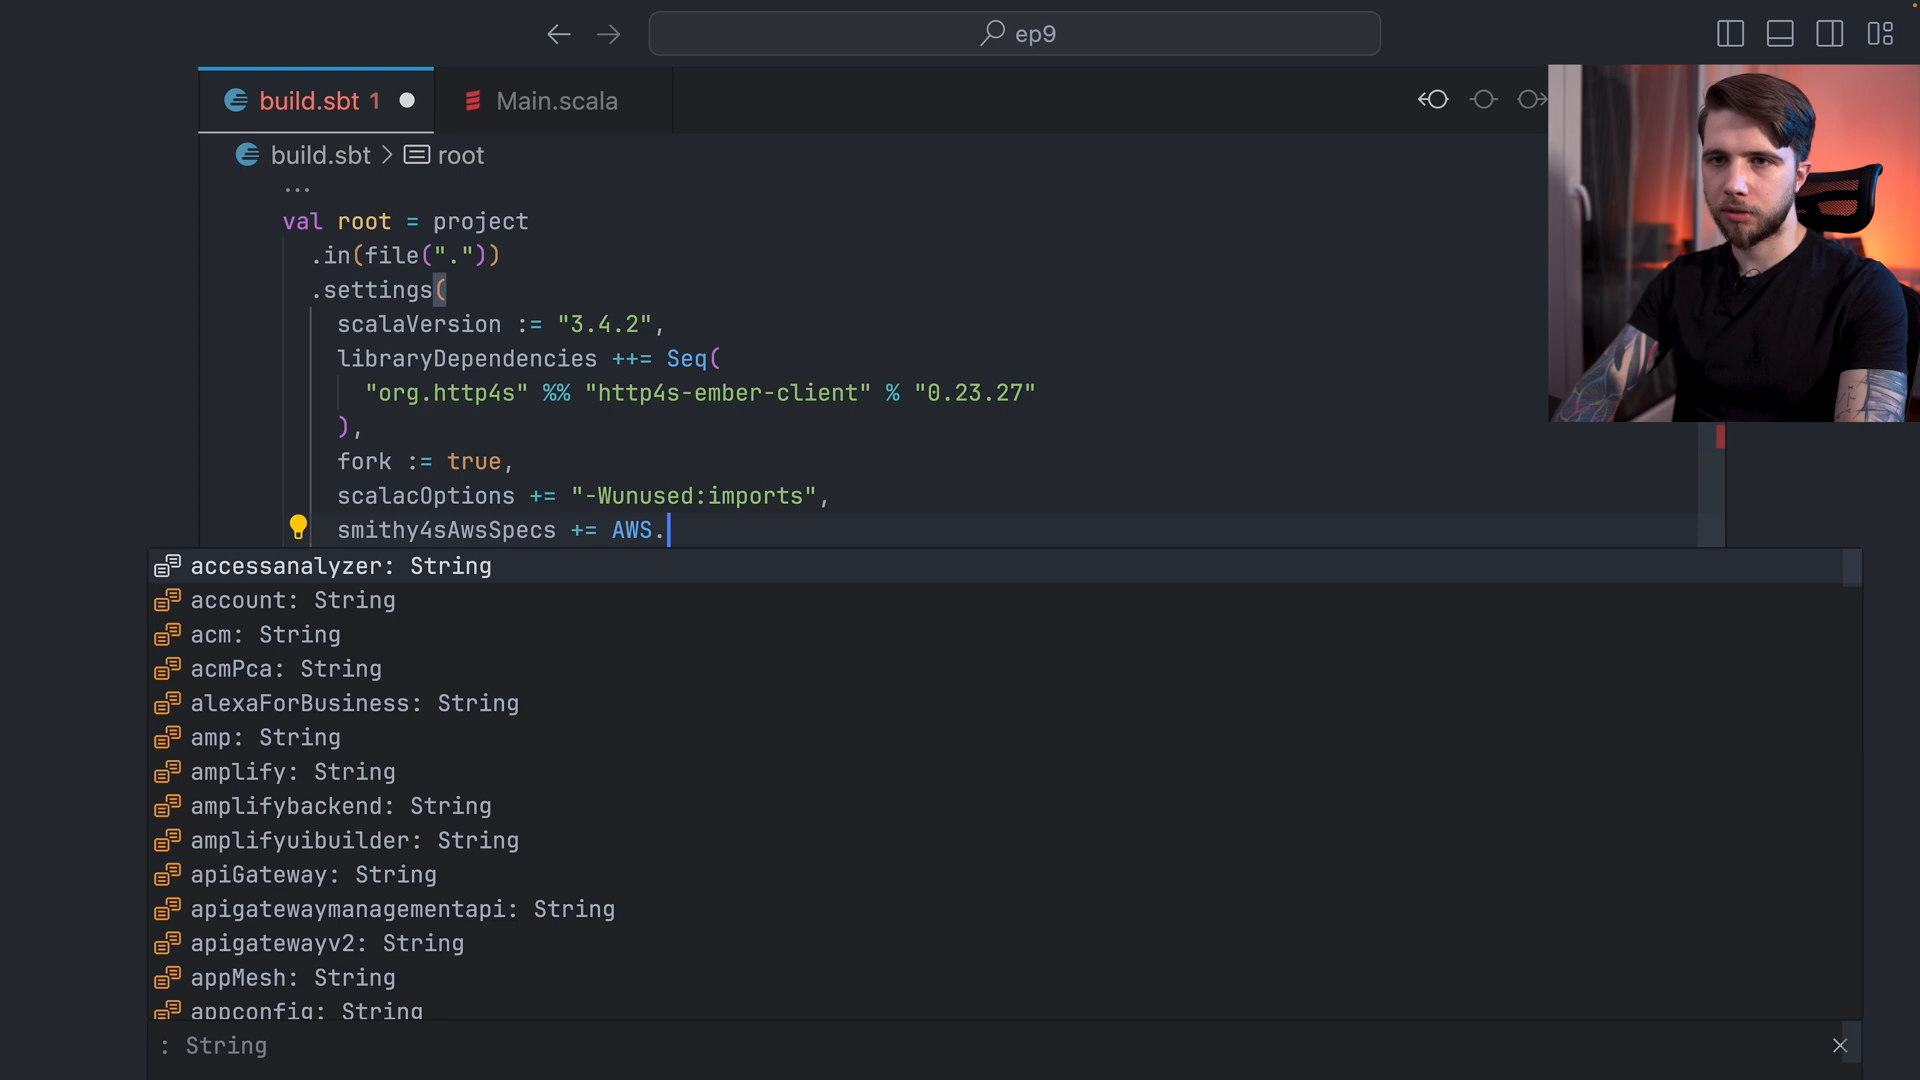 ep9
build.sbt 1
Main.scala
build.sbt > root
...
val root = project
.in(file("."))
.settings(
scalaVersion := "3.4.2",
libraryDependencies ++= Seq(
"org.http4s" %% "http4s-ember-client" % "0.23.27"
),
fork := true,
scalacOptions += "-Wunused:imports",
smithy4sAwsSpecs += AWS.
accessanalyzer: String
account: String
acm: String
acmPca: String
alexaForBusiness: String
amp: String
amplify: String
amplifybackend: String
amplifyuibuilder: String
apiGateway: String
apigatewaymanagementapi: String
apigatewayv2: String
appMesh: String
appconfig: String
: String